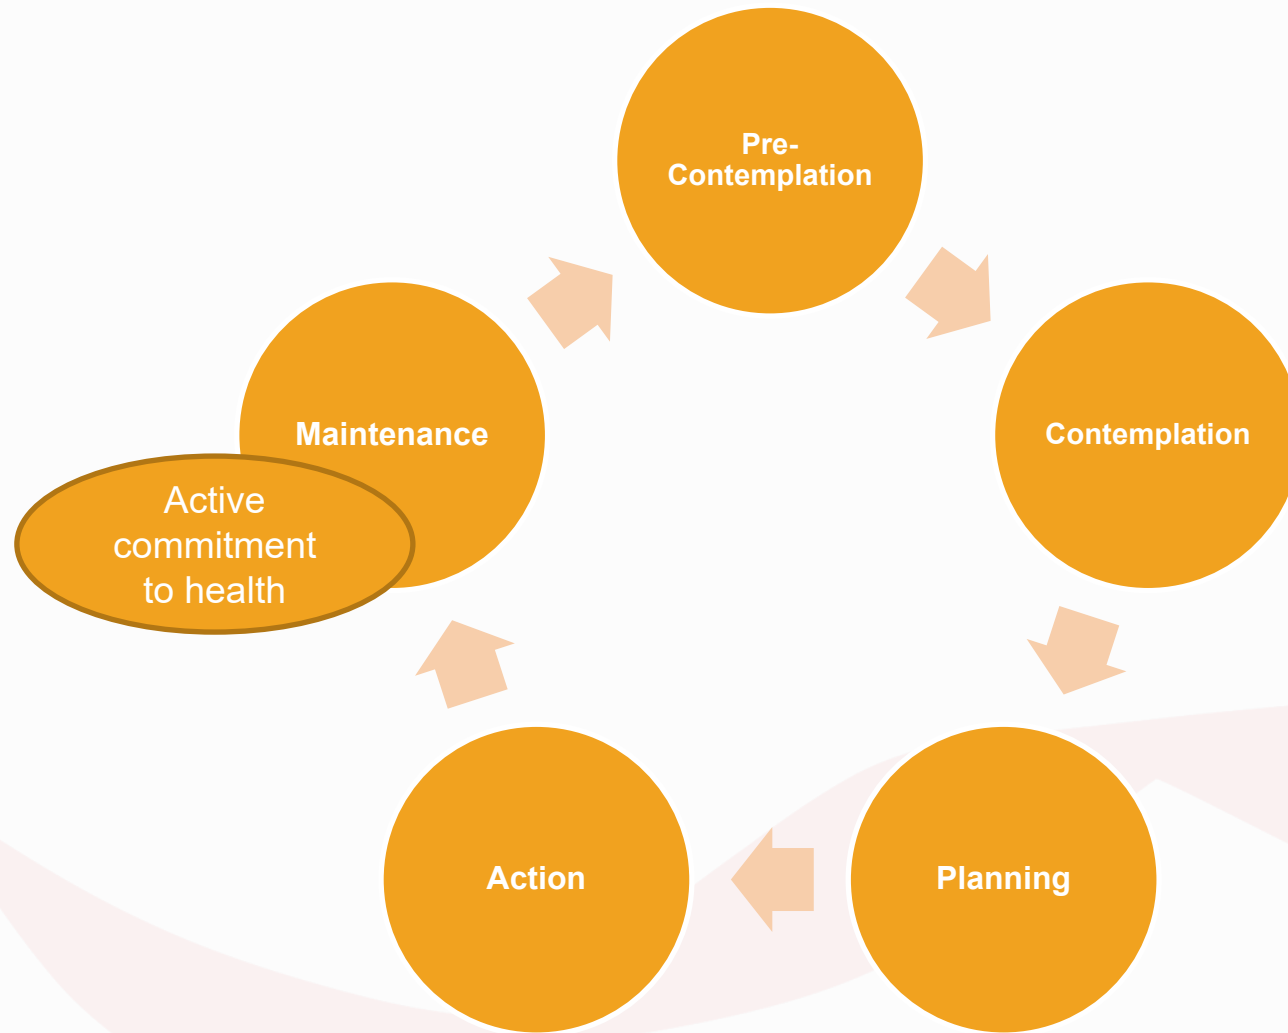 Pre-
Contemplation
Contemplation
Planning
Action
Maintenance
Active
commitment
to health